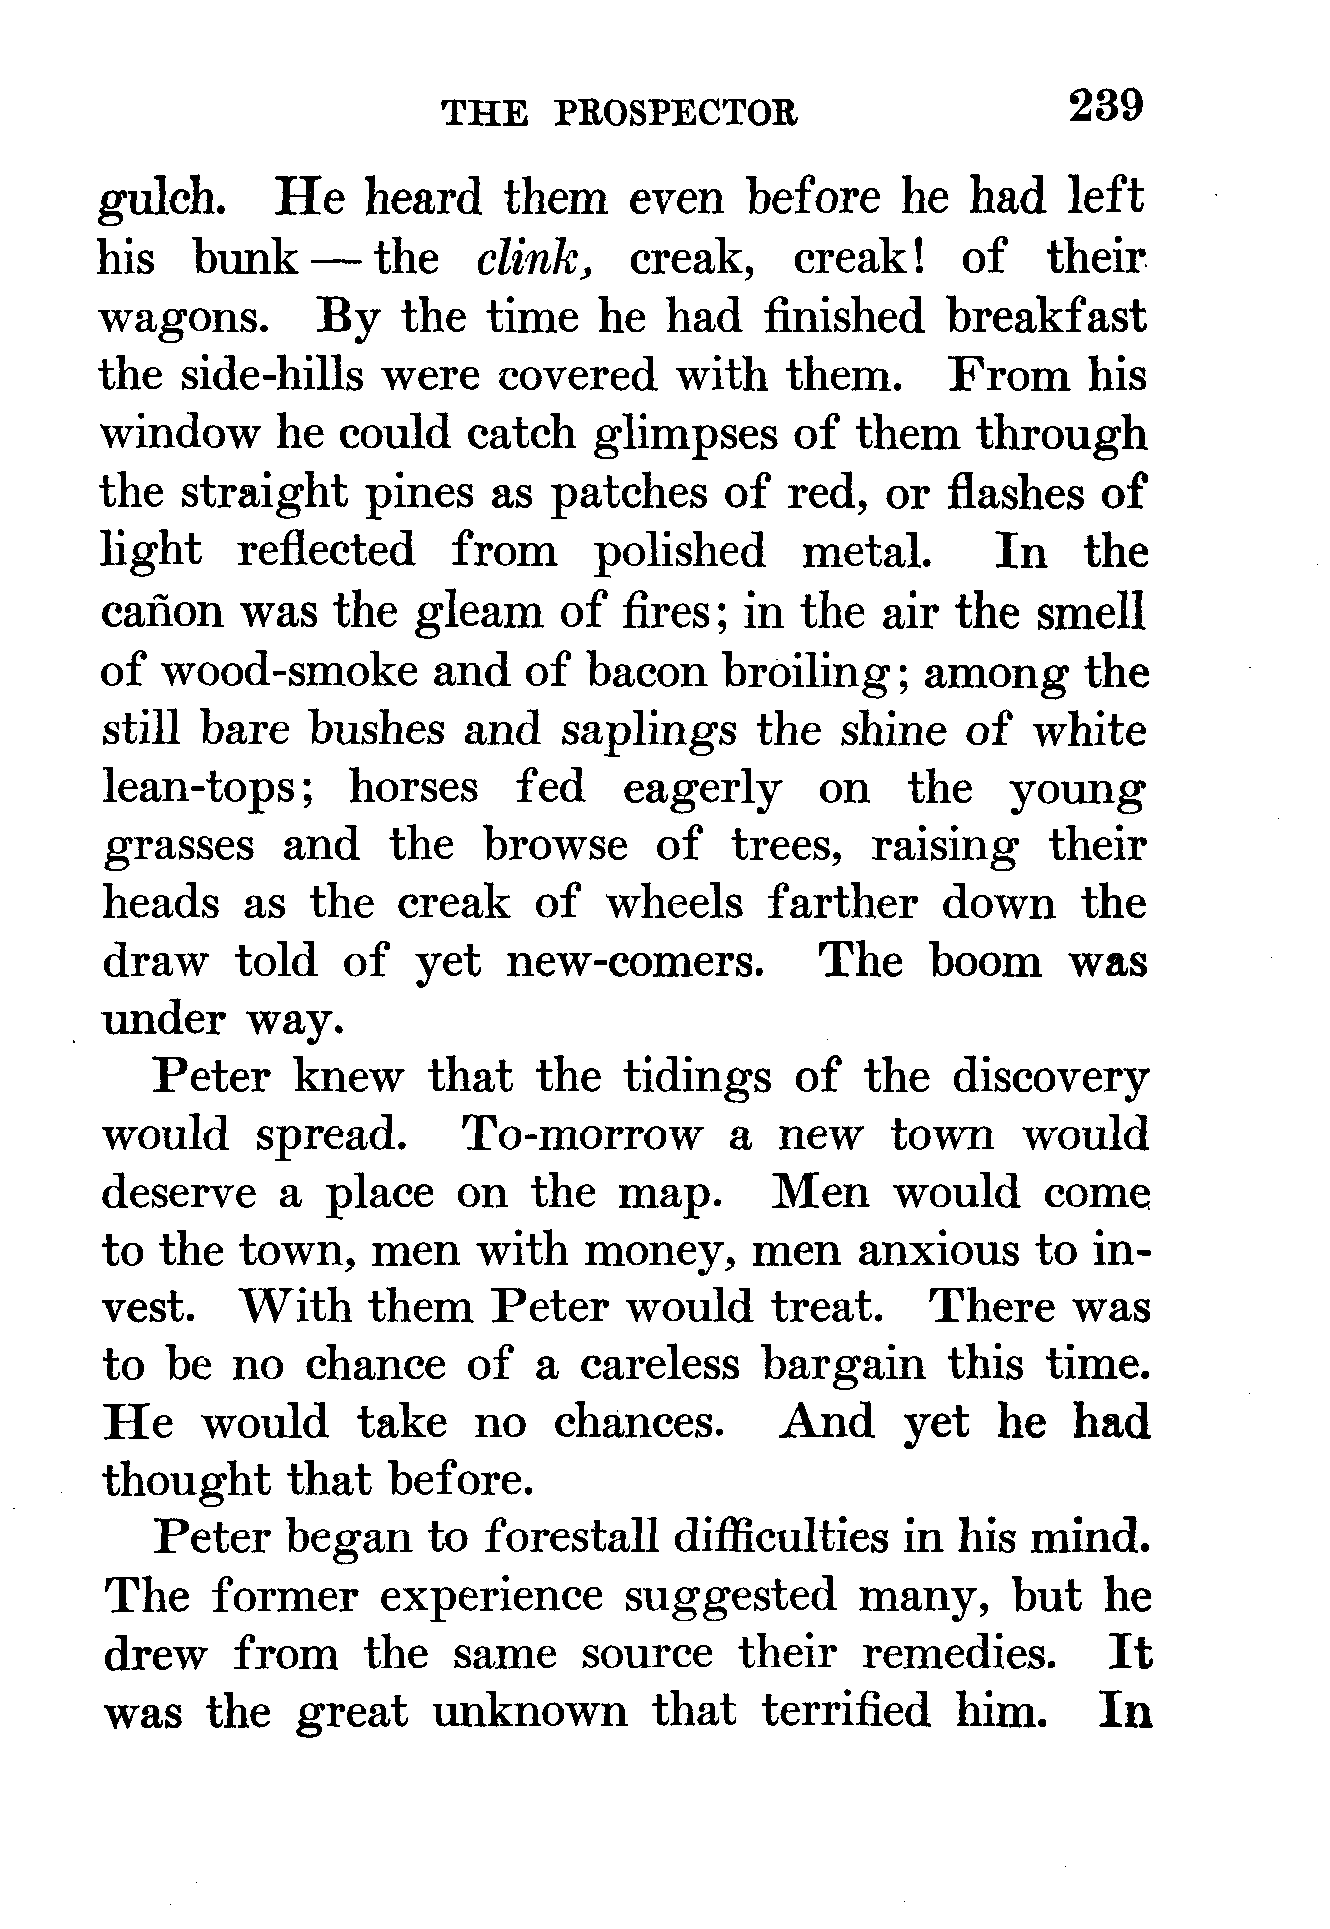 THE PROSPECTOR 239
gulch. He heard them even before he had left
his bunk — the clink, creak, creak! of their
wagons. By the time he had finished breakfast
the side-hills were covered with them. From his
window he could catch glimpses of them through
the straight pines as patches of red, or flashes of
light reflected from polished metal. In the
cañon was the gleam of fires; in the air the smell
of wood-smoke and of bacon broiling; among the
still bare bushes and saplings the shine of white
lean-tops; horses fed eagerly on the young
grasses and the browse of trees, raising their
heads as the creak of wheels farther down the
draw told of yet new-comers. The boom was
under way.
Peter knew that the tidings of the discovery
would spread. To-morrow a new town would
deserve a place on the map. Men would come
to the town, men with money, men anxious to in-
vest. With them Peter would treat. There was
to be no chance of a careless bargain this time.
He would take no chances. And yet he had
thought that before.
Peter began to forestall difficulties in his mind.
The former experience suggested many, but he
drew from the same source their remedies. It
was the great unknown that terrified him. In